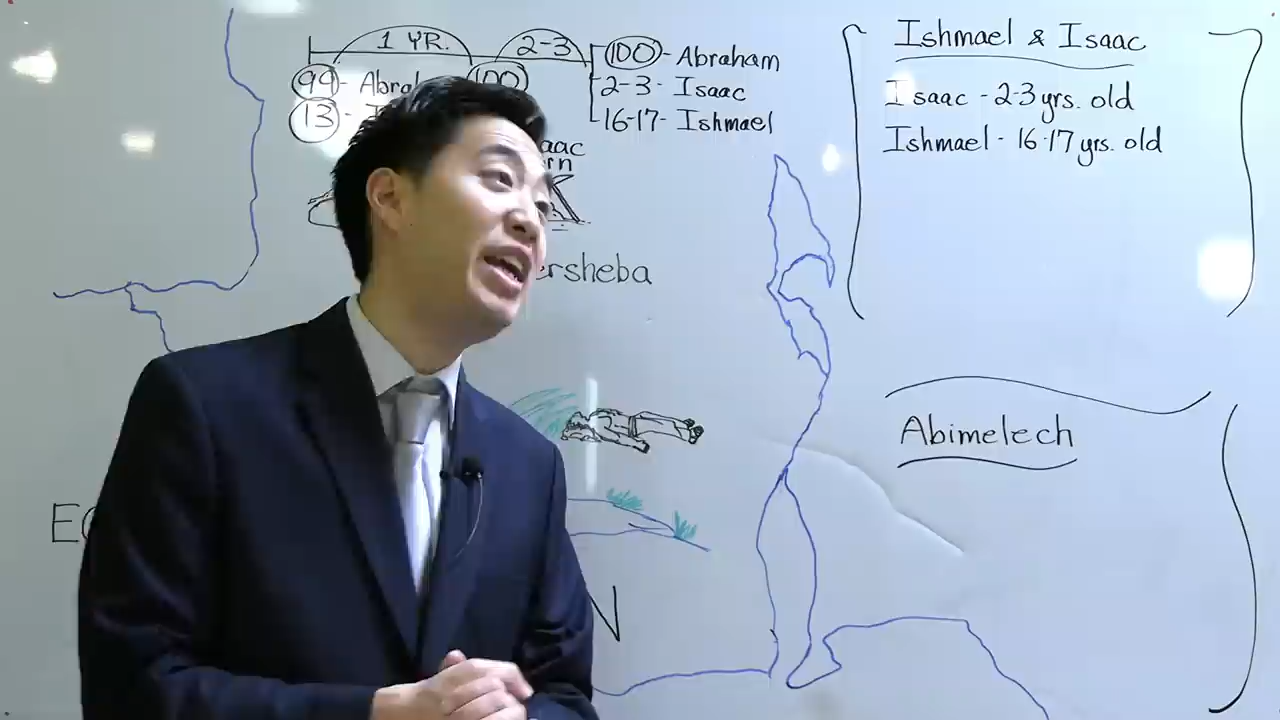 1 YR.
2-3
99 - Abra
100
100 - Abraham
13 -
2-3 - Isaac
16-17 - Ishmael
ersheba
Ishmael & Isaac
Isaac - 2-3 yrs. old
Ishmael - 16-17 yrs. old
Abimelech